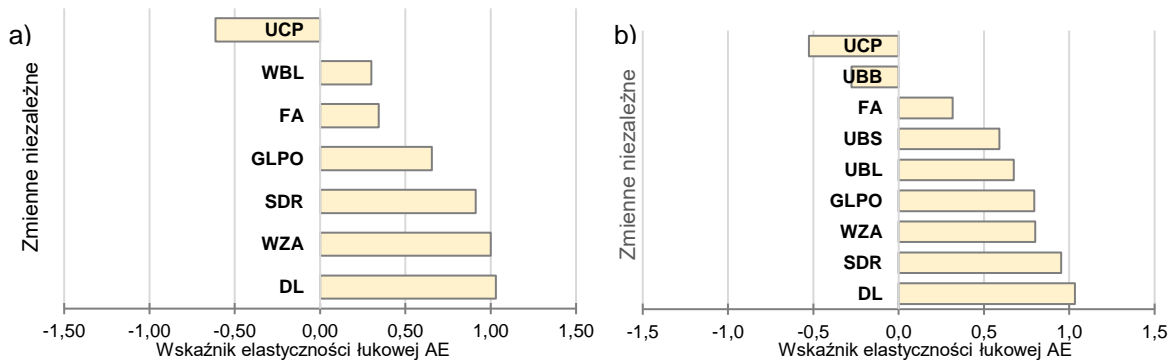 a)
Zmienne niezależne
UCP
WBL
FA
GLPO
SDR
WZA
DL
-1,50 -1,00 -0,50 0,00 0,50 1,00 1,50
Wskaźnik elastyczności łukowej AE
b)
Zmienne niezależne
UCP
UBB
FA
UBS
UBL
GLPO
WZA
SDR
DL
-1,5 -1,0 -0,5 0,0 0,5 1,0 1,5
Wskaźnik elastyczności łukowej AE